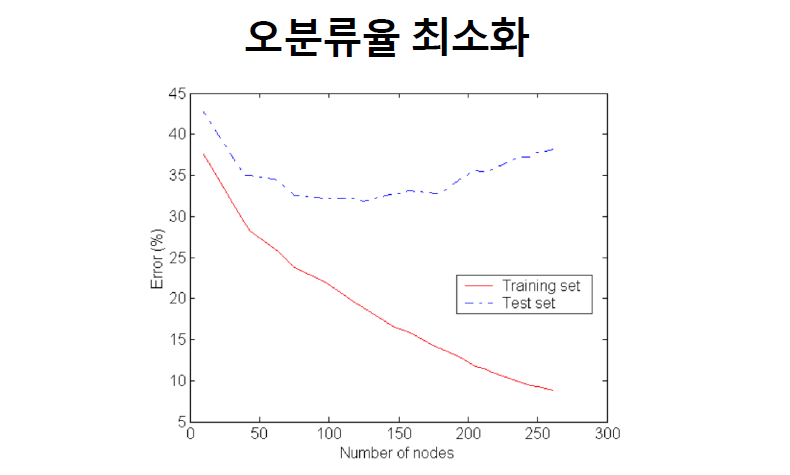 오분류율 최소화
45
40
35
30
25
20
15
10
5
Error (%)
Training set
Test set
0 50 100 150 200 250 300
Number of nodes